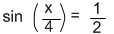 sin (x/4) = 1/2